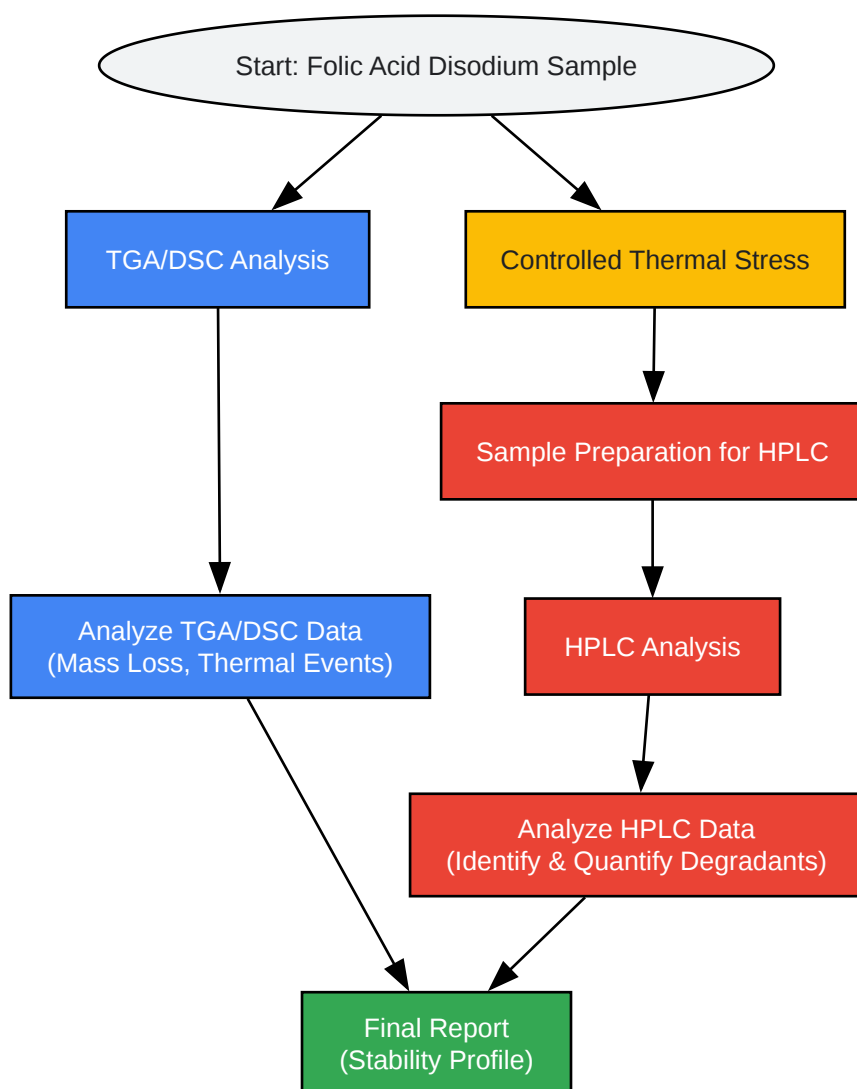 Start: Folic Acid Disodium Sample
TGA/DSC Analysis
Controlled Thermal Stress
Sample Preparation for HPLC
Analyze TGA/DSC Data
(Mass Loss, Thermal Events)
HPLC Analysis
Analyze HPLC Data
(Identify & Quantify Degradants)
Final Report
(Stability Profile)